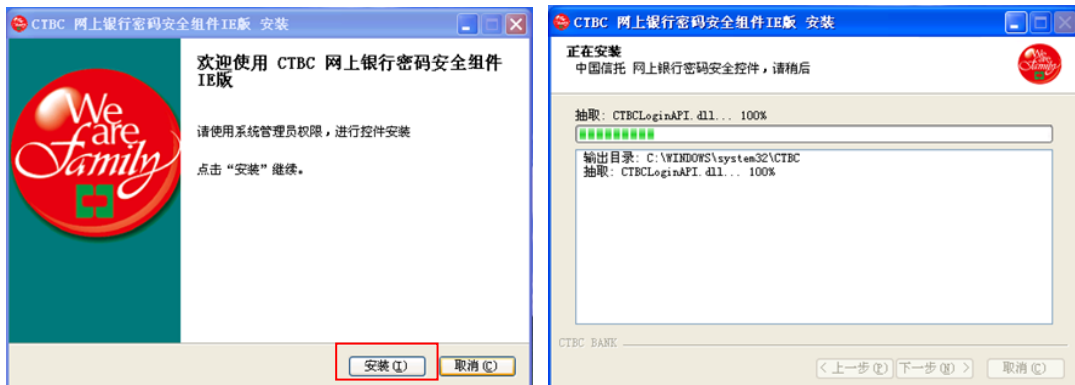 CTBC 网上银行密码安全组件IE版 安装
We
are
Family
欢迎使用 CTBC 网上银行密码安全组件
IE版
请使用系统管理员权限，进行控件安装
点击“安装”继续。
安装(I)
取消(C)
CTBC 网上银行密码安全组件IE版 安装
正在安装
中国信托 网上银行密码安全控件，请稍后
We
are
Family
抽取: CTBCLoginAPI.dll... 100%
输出目录: C:\WINDOWS\system32\CTBC
抽取: CTBCLoginAPI.dll... 100%
CTBC BANK
<上一步(P)
下一步(N) >
取消(C)